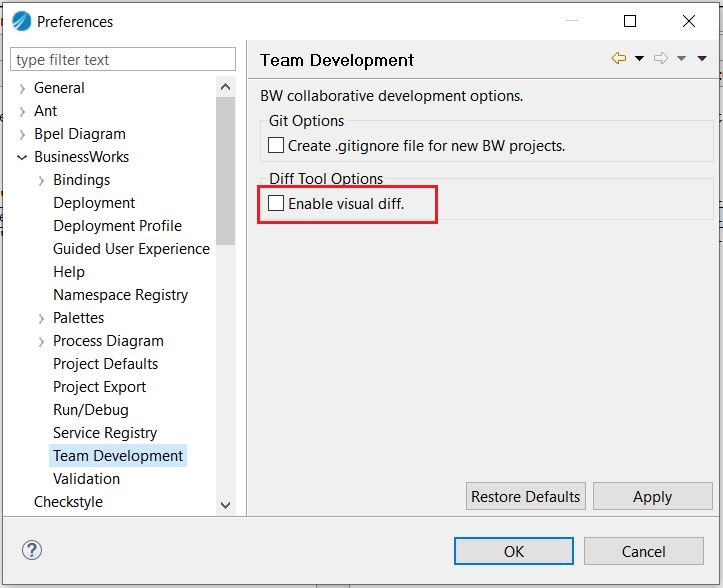 Preferences
type filter text
General
Ant
Bpel Diagram
BusinessWorks
Bindings
Deployment
Deployment Profile
Guided User Experience
Help
Namespace Registry
Palettes
Process Diagram
Project Defaults
Project Export
Run/Debug
Service Registry
Team Development
Validation
Checkstyle
Team Development
BW collaborative development options.
Git Options
Create .gitignore file for new BW projects.
Diff Tool Options
Enable visual diff.
Restore Defaults
Apply
OK
Cancel